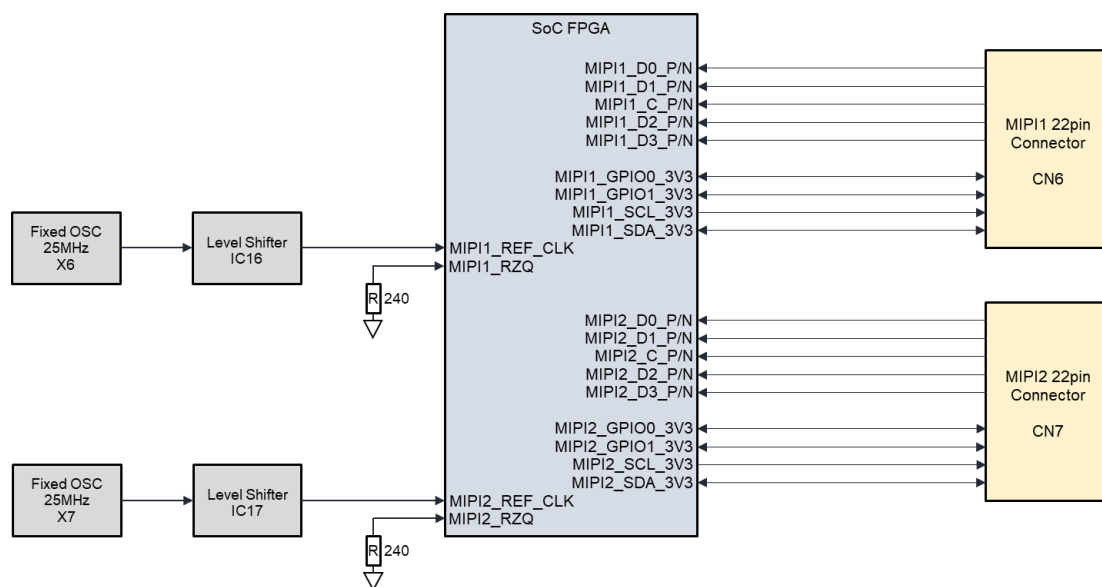 SoC FPGA
MIPI1_D0_P/N
MIPI1_D1_P/N
MIPI1_C_P/N
MIPI1_D2_P/N
MIPI1_D3_P/N
MIPI1 22pin
Connector
CN6
MIPI1_GPIO0_3V3
MIPI1_GPIO1_3V3
MIPI1_SCL_3V3
MIPI1_SDA_3V3
Fixed OSC
25MHz
X6
Level Shifter
IC16
MIPI1_REF_CLK
MIPI1_RZQ
R 240
MIPI2_D0_P/N
MIPI2_D1_P/N
MIPI2_C_P/N
MIPI2_D2_P/N
MIPI2_D3_P/N
MIPI2 22pin
Connector
CN7
MIPI2_GPIO0_3V3
MIPI2_GPIO1_3V3
MIPI2_SCL_3V3
MIPI2_SDA_3V3
Fixed OSC
25MHz
X7
Level Shifter
IC17
MIPI2_REF_CLK
MIPI2_RZQ
R 240